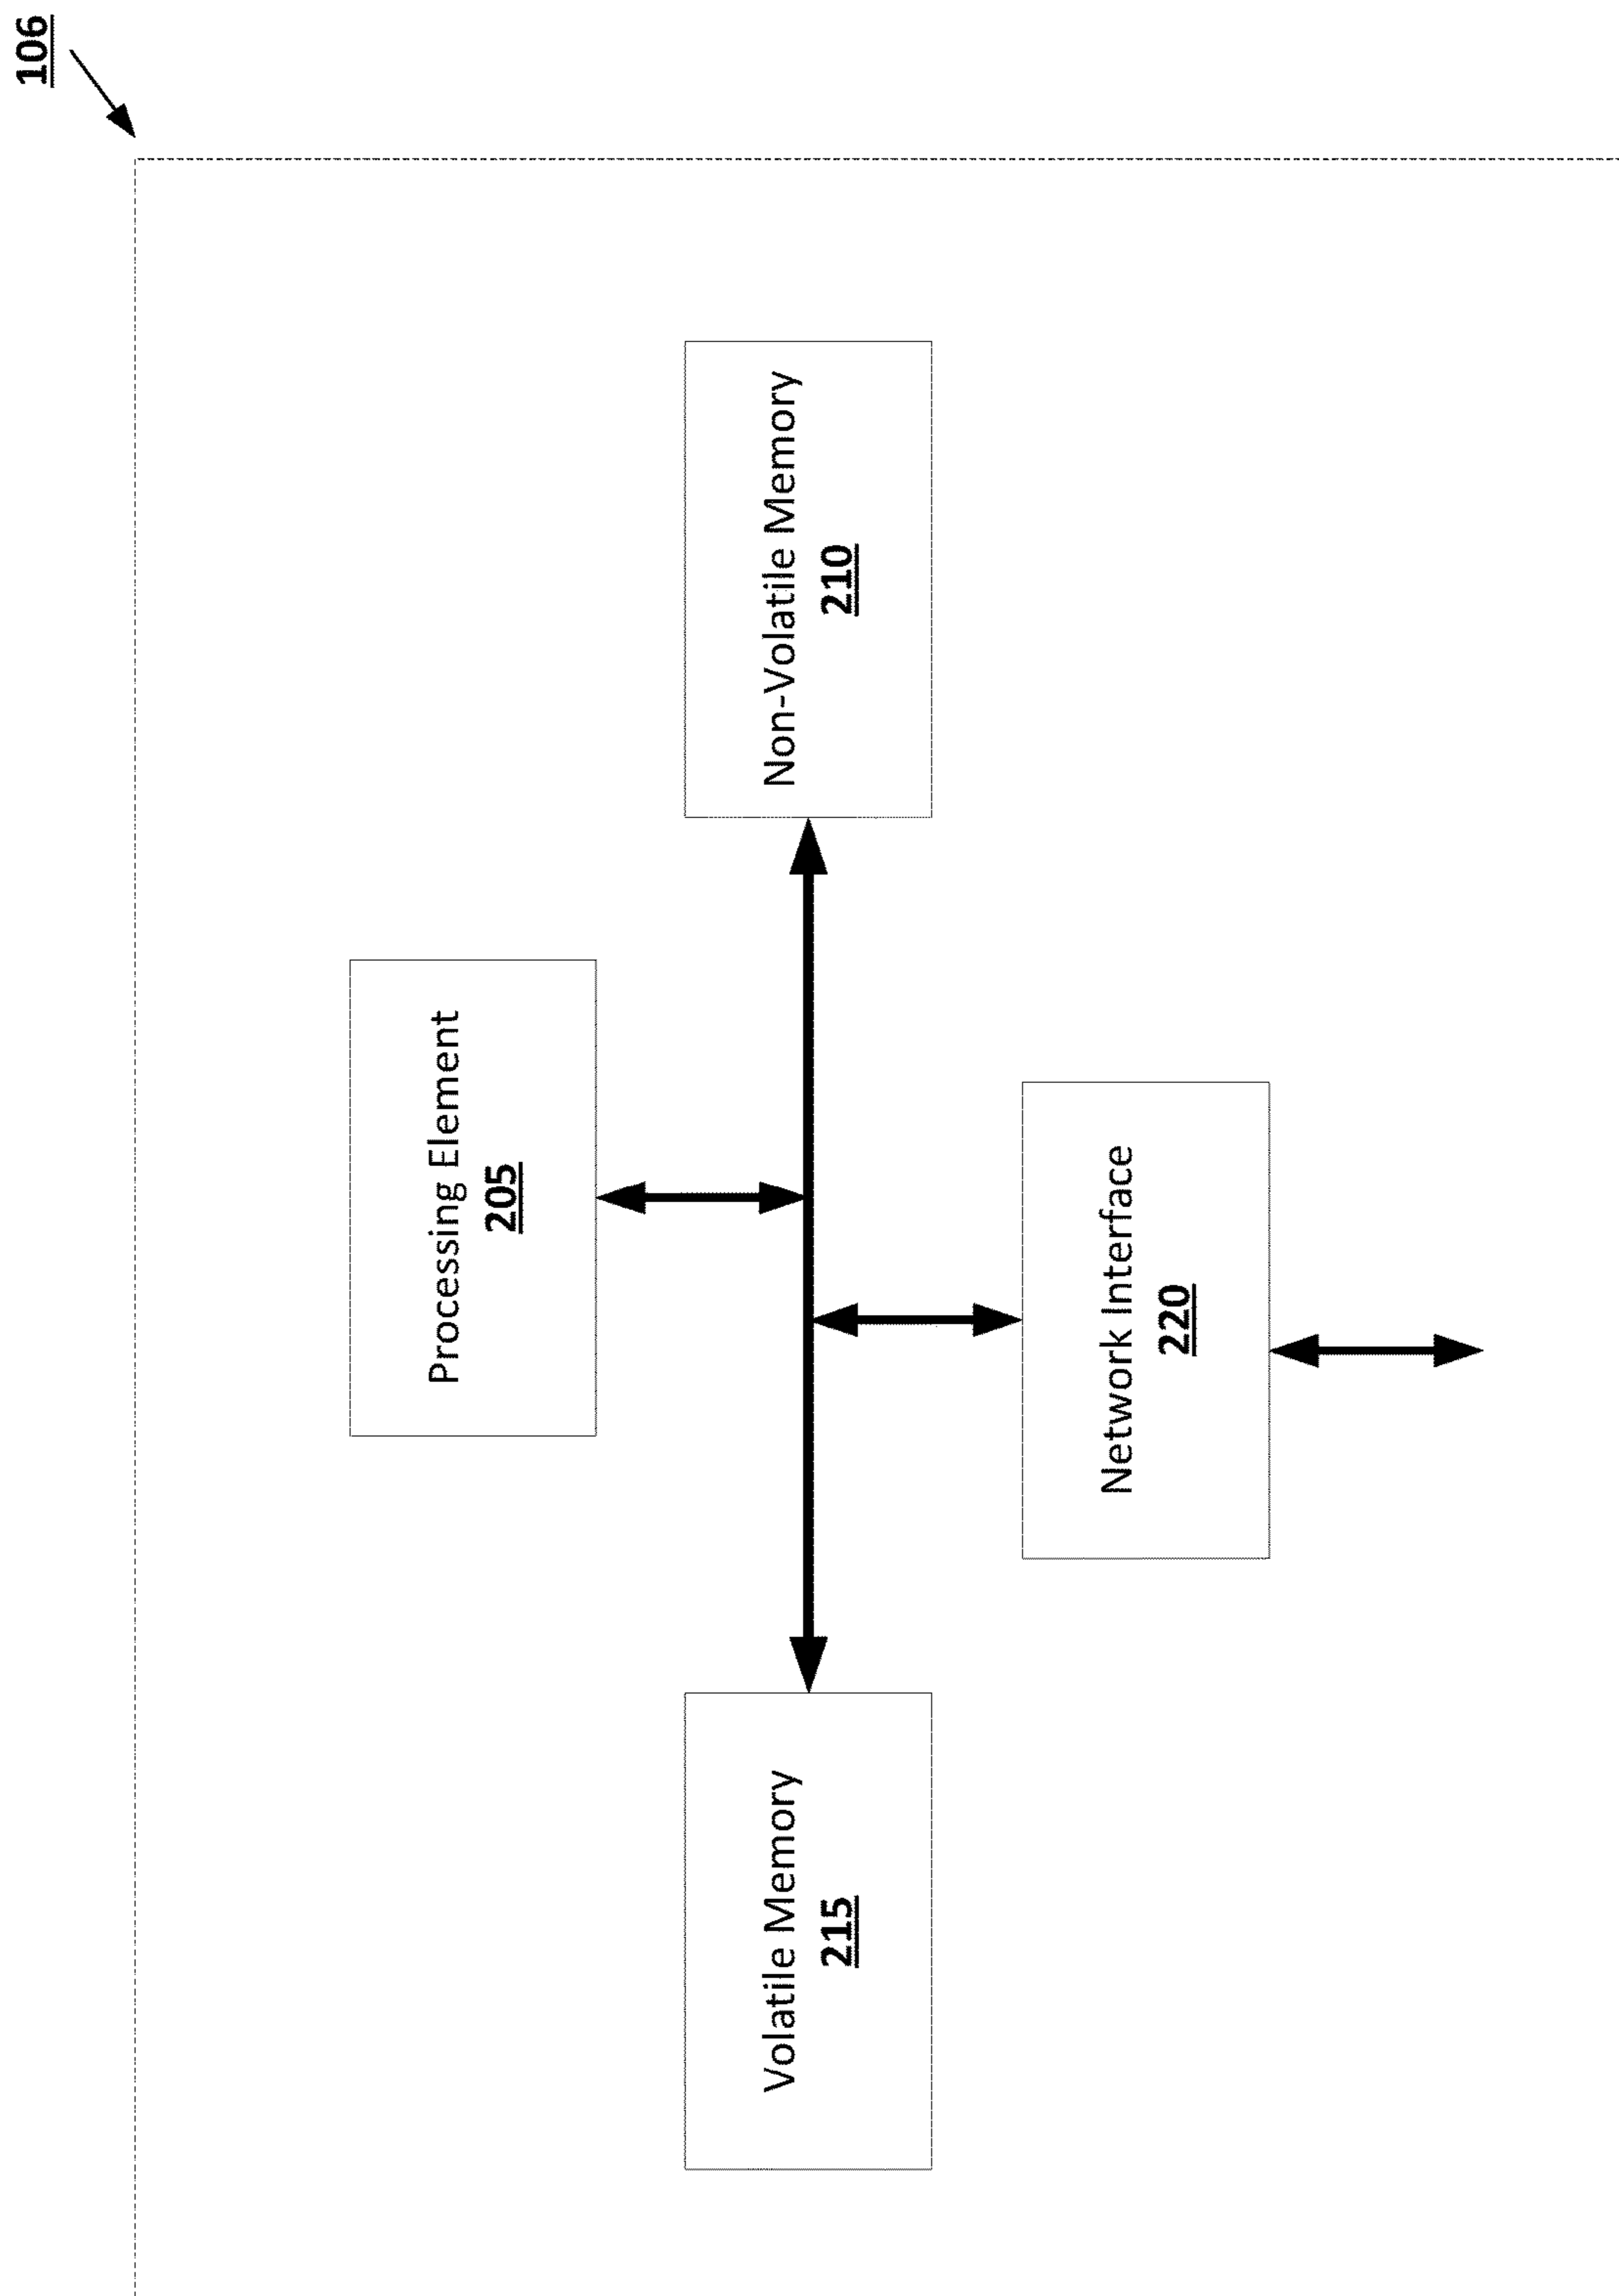 106
Processing Element
205
Volatile Memory
215
Non-Volatile Memory
210
Network Interface
220